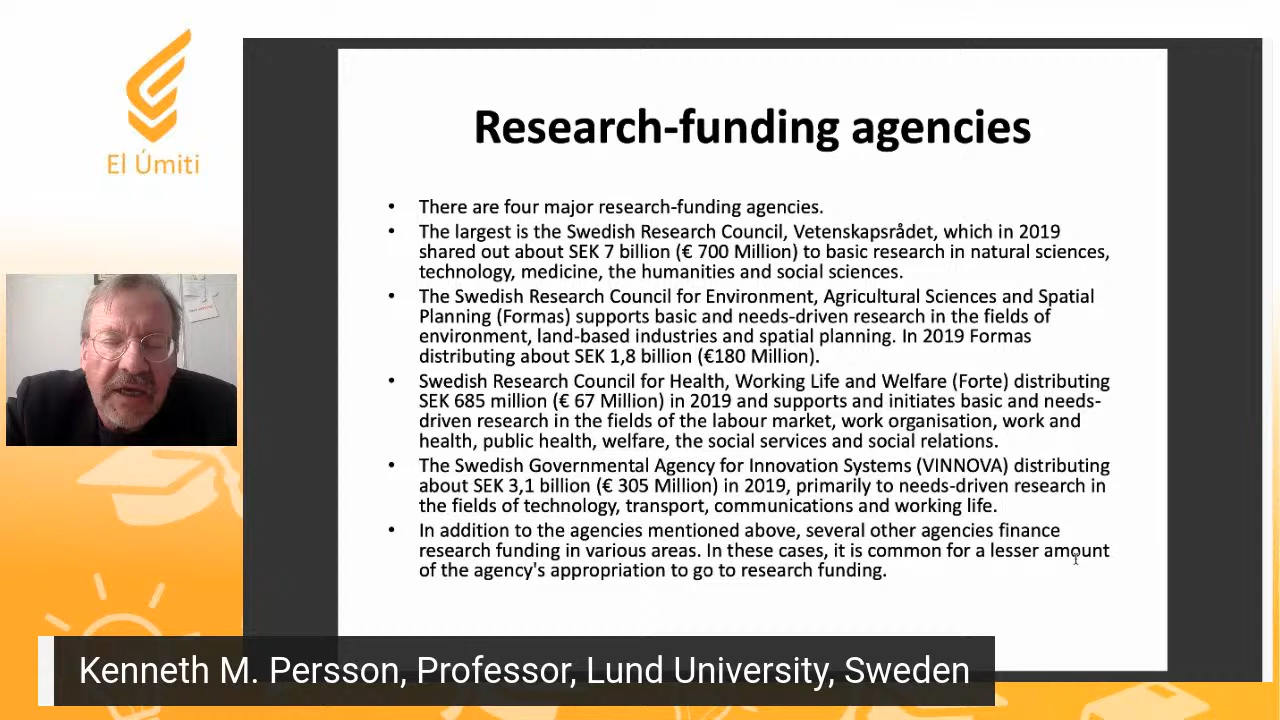 El Úmiti
Research-funding agencies
• There are four major research-funding agencies.
• The largest is the Swedish Research Council, Vetenskapsrådet, which in 2019
shared out about SEK 7 billion (€ 700 Million) to basic research in natural sciences,
technology, medicine, the humanities and social sciences.
• The Swedish Research Council for Environment, Agricultural Sciences and Spatial
Planning (Formas) supports basic and needs-driven research in the fields of
environment, land-based industries and spatial planning. In 2019 Formas
distributing about SEK 1,8 billion (€180 Million).
• Swedish Research Council for Health, Working Life and Welfare (Forte) distributing
SEK 685 million (€ 67 Million) in 2019 and supports and initiates basic and needs-
driven research in the fields of the labour market, work organisation, work and
health, public health, welfare, the social services and social relations.
• The Swedish Governmental Agency for Innovation Systems (VINNOVA) distributing
about SEK 3,1 billion (€ 305 Million) in 2019, primarily to needs-driven research in
the fields of technology, transport, communications and working life.
• In addition to the agencies mentioned above, several other agencies finance
research funding in various areas. In these cases, it is common for a lesser amount
of the agency's appropriation to go to research funding.
Kenneth M. Persson, Professor, Lund University, Sweden